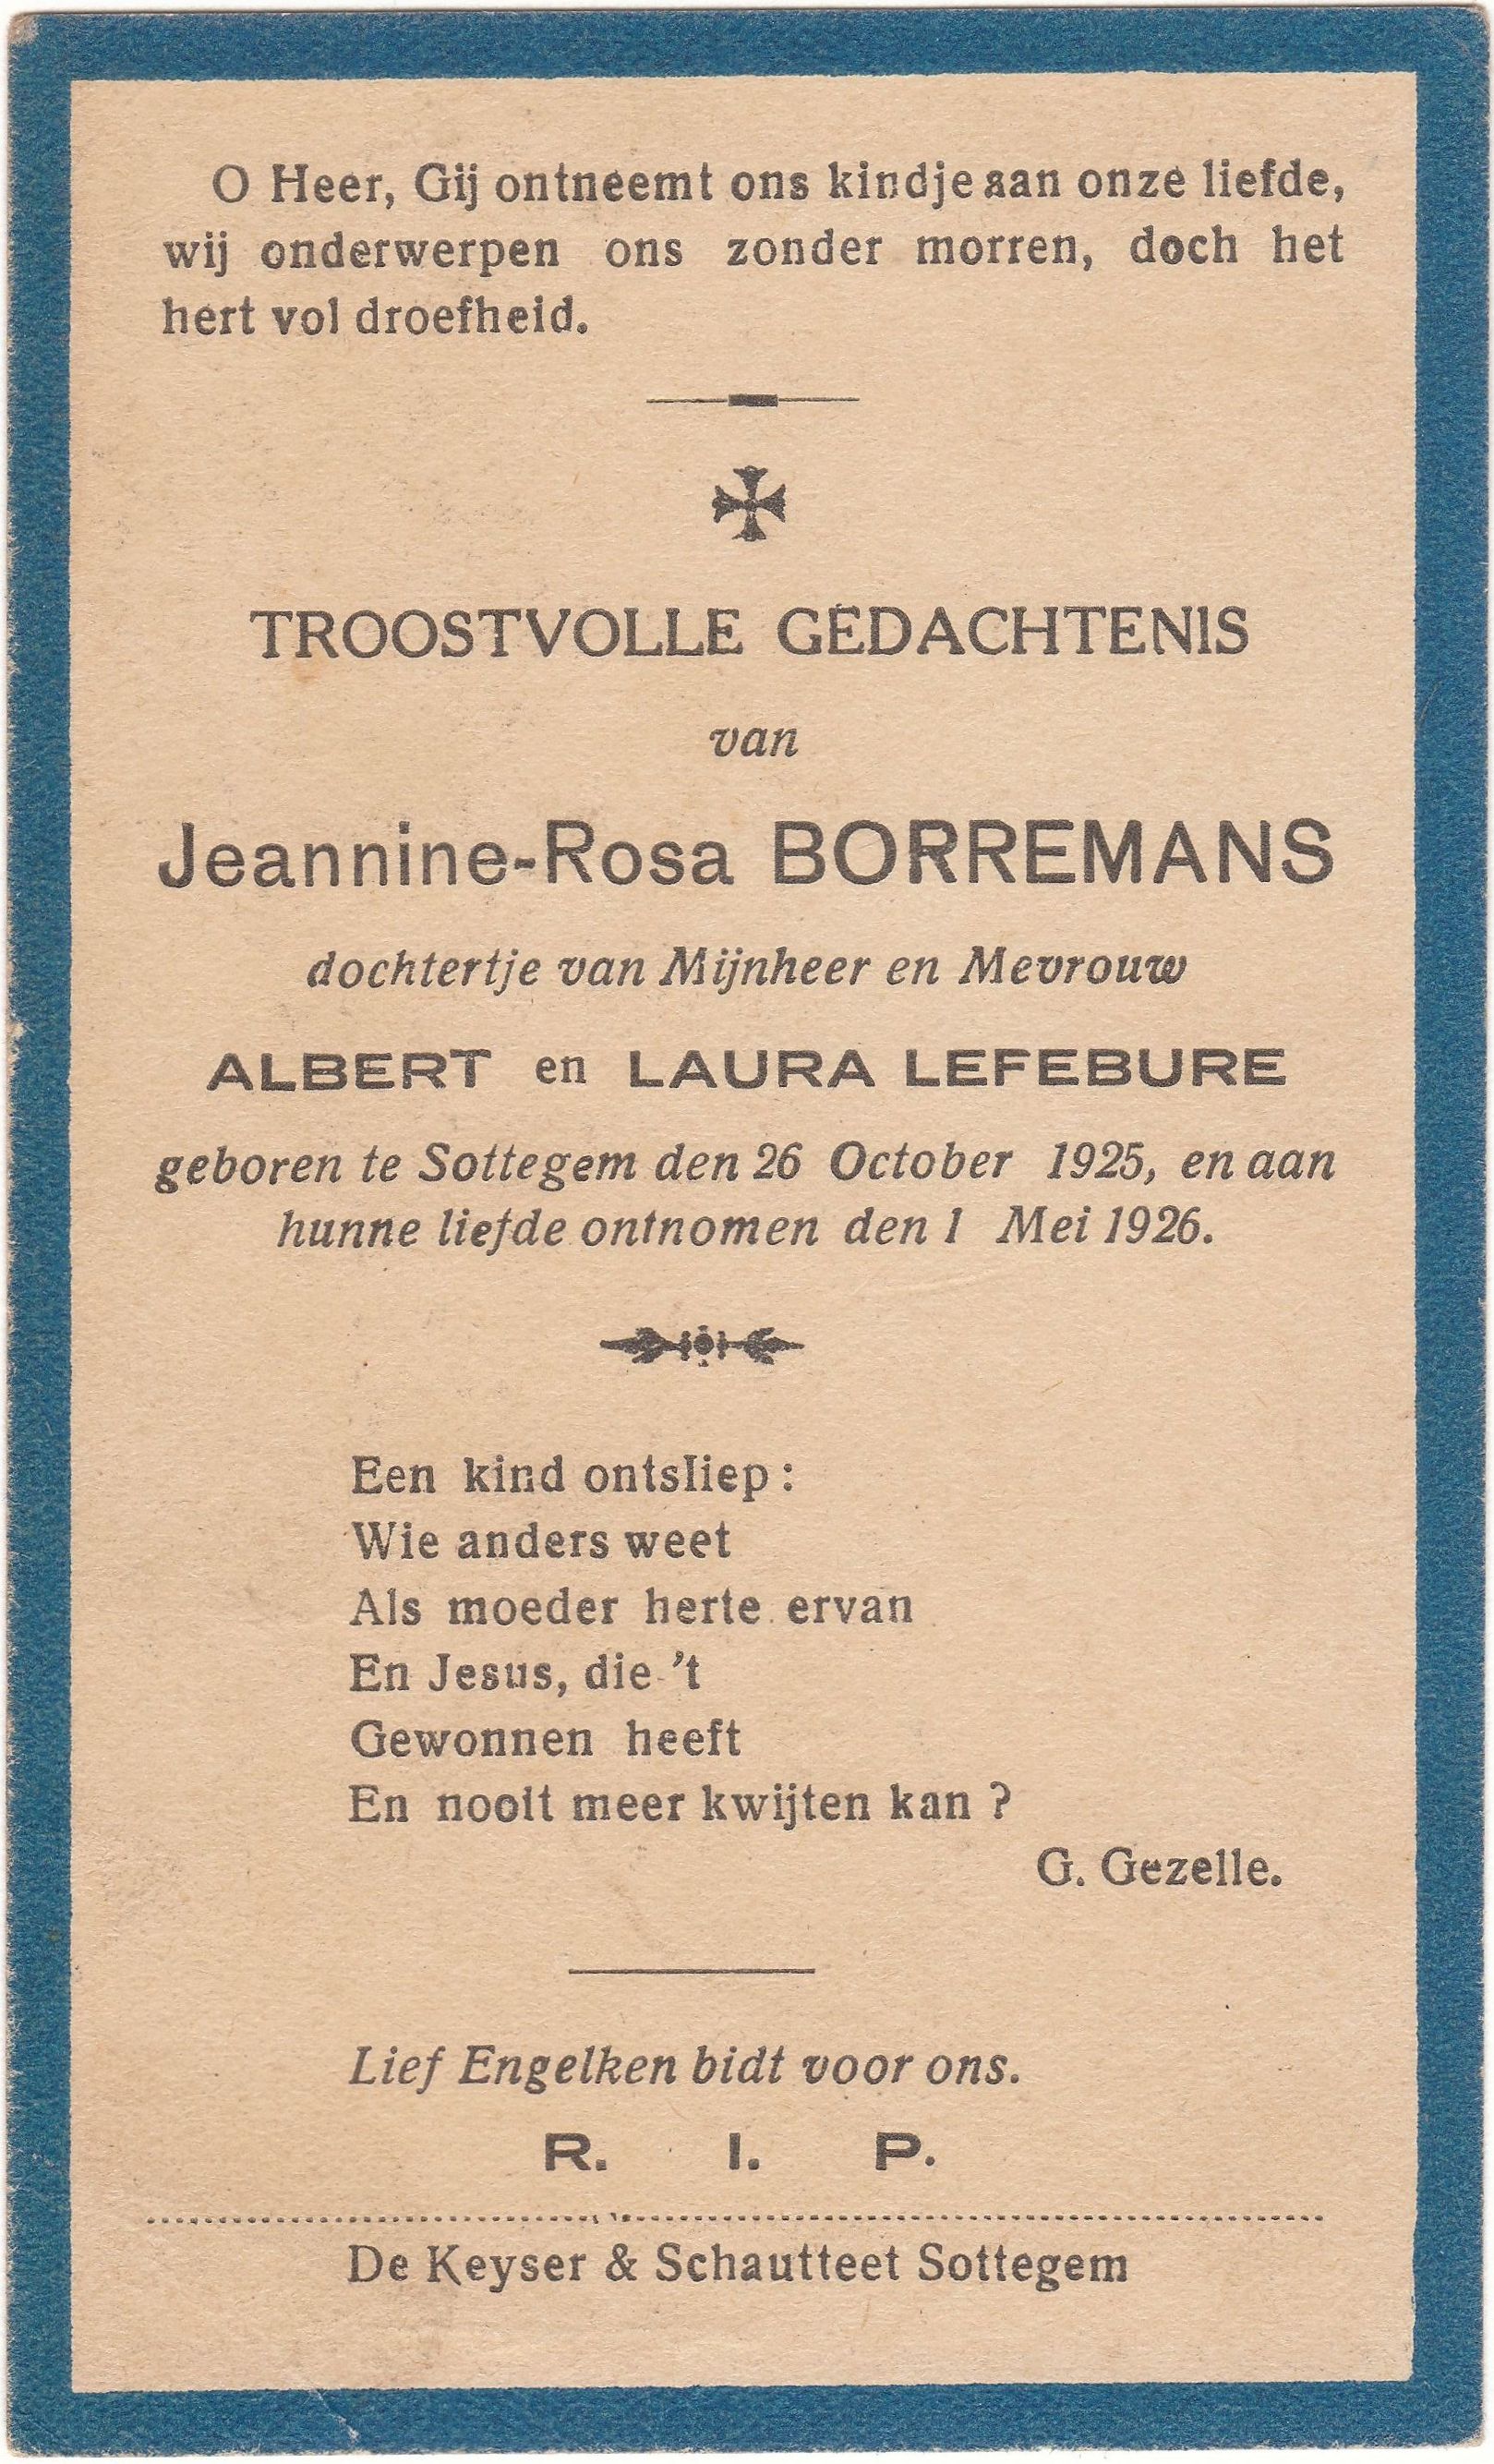 O Heer, Gij ontneemt ons kindje aan onze liefde,
wij onderwerpen ons zonder morren, doch het
hert vol droefheid.
TROOSTVOLLE GEDACHTENIS
van
Jeannine-Rosa BORREMANS
dochtertje van Mijnheer en Mevrouw
ALBERT en LAURA LEFEBURE
geboren te Sottegem den 26 October 1925, en aan
hunne liefde ontnomen den 1 Mei 1926.
Een kind ontsliep :
Wie anders weet
Als moeder herte ervan
En Jesus, die 't
Gewonnen heeft
En nooit meer kwijten kan ?
G. Gezelle.
Lief Engelken bidt voor ons.
R. I. P.
De Keyser & Schautteet Sottegem